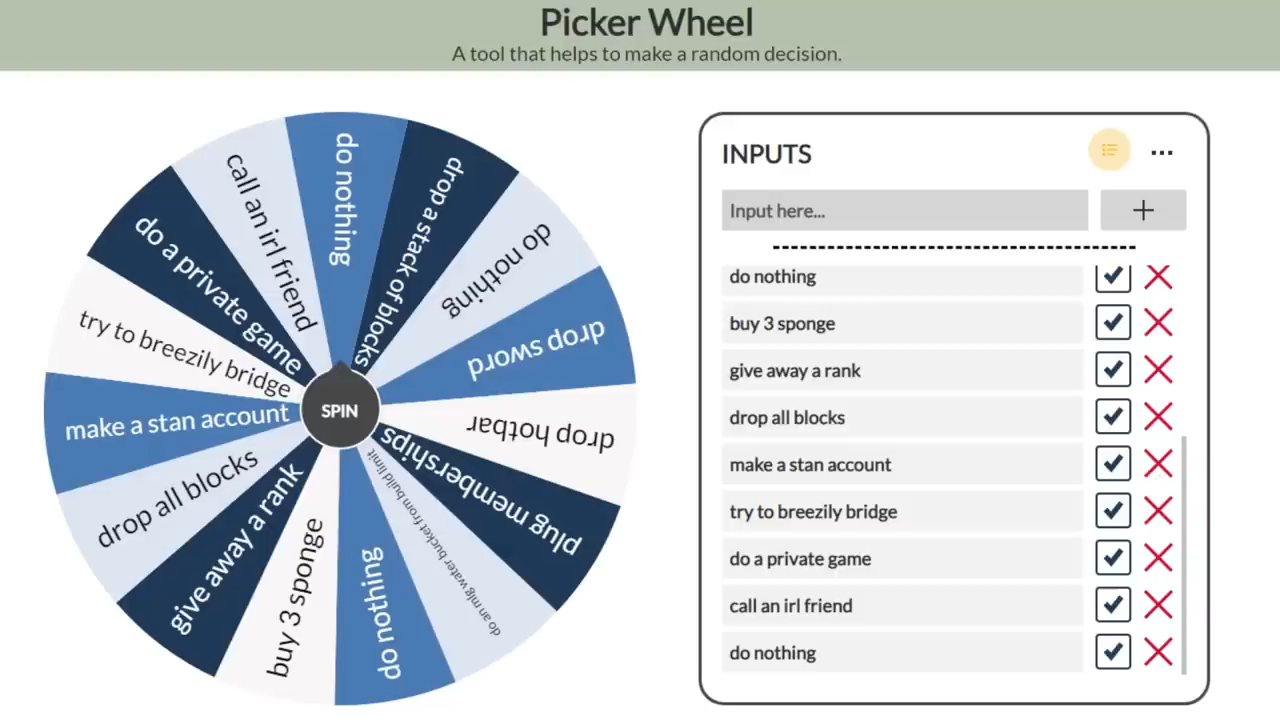 Picker Wheel
A tool that helps to make a random decision.
do nothing
drop a stack of blocks
do nothing
drop sword
drop hotbar
plug memberships
do an mlg water bucket from build limit
do nothing
buy 3 sponge
give away a rank
drop all blocks
make a stan account
try to breezily bridge
do a private game
call an irl friend
SPIN
INPUTS
Input here...
do nothing
buy 3 sponge
give away a rank
drop all blocks
make a stan account
try to breezily bridge
do a private game
call an irl friend
do nothing